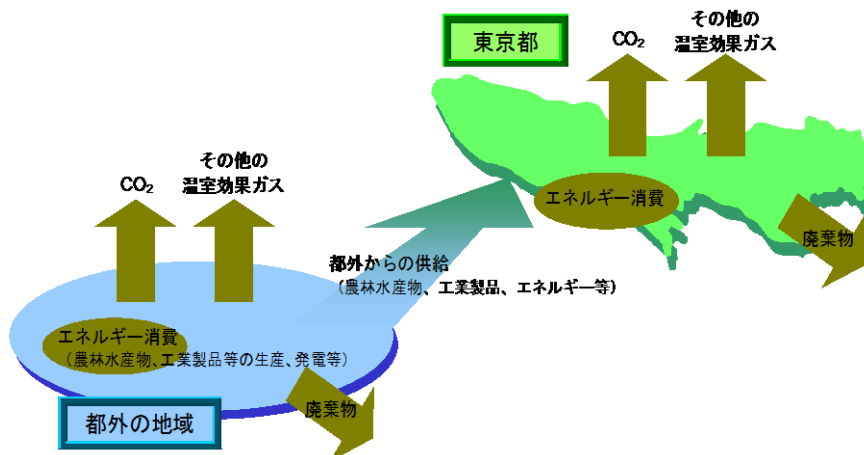 東京都
CO₂
その他の
温室効果ガス
エネルギー消費
廃棄物
CO₂
その他の
温室効果ガス
都外からの供給
（農林水産物、工業製品、エネルギー等）
エネルギー消費
（農林水産物、工業製品等の生産、発電等）
廃棄物
都外の地域